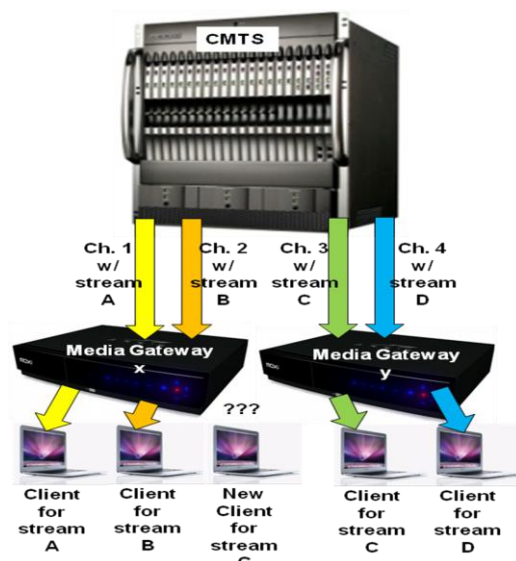 CMTS
Ch. 1
w/
stream
A
Ch. 2
w/
stream
B
Ch. 3
w/
stream
C
Ch. 4
w/
stream
D
Media Gateway
x
Media Gateway
y
???
Client
for
stream
A
Client
for
stream
B
New
Client
for
stream
Client
for
stream
C
Client
for
stream
D